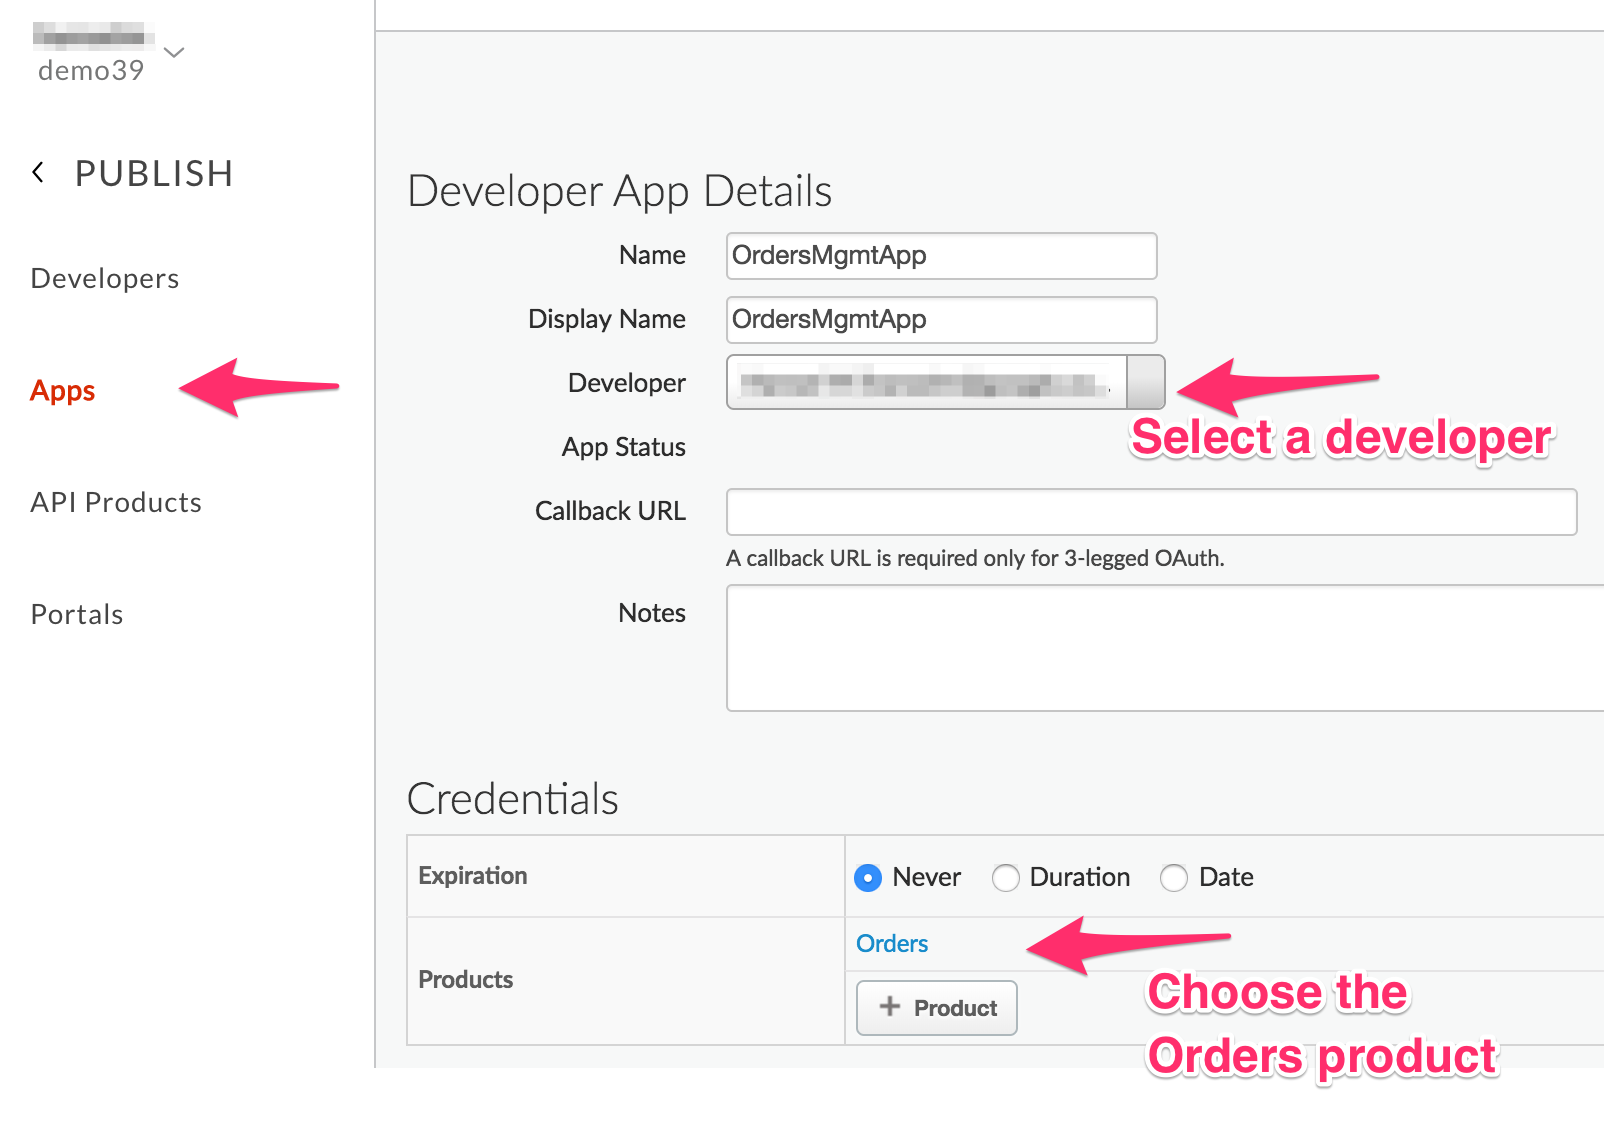 demo39
PUBLISH
Developers
Apps
API Products
Portals
Developer App Details
Name OrdersMgmtApp
Display Name OrdersMgmtApp
Developer
Select a developer
App Status
Callback URL
A callback URL is required only for 3-legged OAuth.
Notes
Credentials
Expiration Never Duration Date
Orders
Products
+ Product
Choose the
Orders product